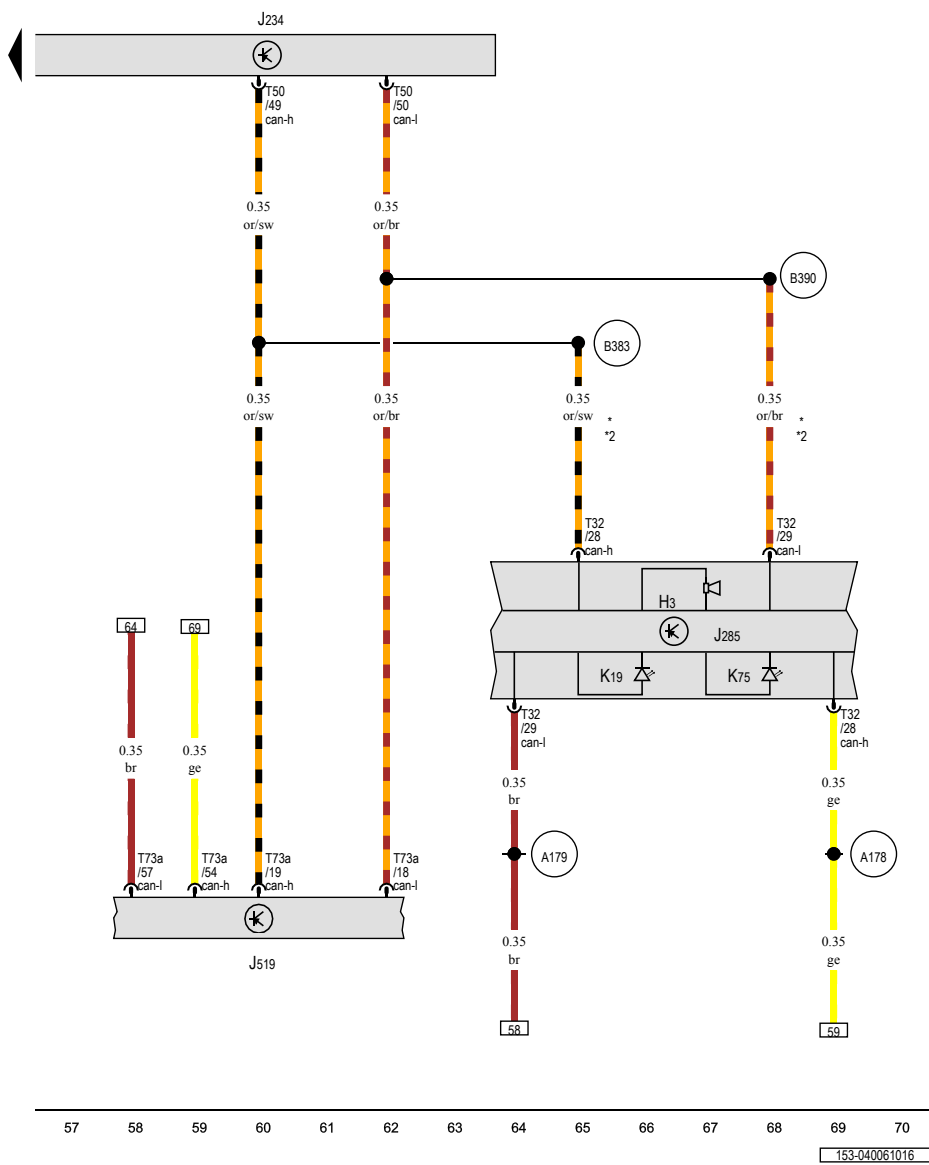 J234
T50
/49
can-h
T50
/50
can-l
0.35
or/sw
0.35
or/br
B390
B383
0.35
or/sw
0.35
or/br
0.35
or/sw
*
*2
0.35
or/br
*
*2
T32
/28
can-h
T32
/29
can-l
H3
J285
K19
K75
64
69
T32
/29
can-l
T32
/28
can-h
0.35
br
0.35
ge
0.35
br
0.35
ge
T73a
/57
can-l
T73a
/54
can-h
T73a
/19
can-h
T73a
/18
can-l
A179
A178
J519
0.35
br
0.35
ge
58
59
57 58 59 60 61 62 63 64 65 66 67 68 69 70
153-040061016